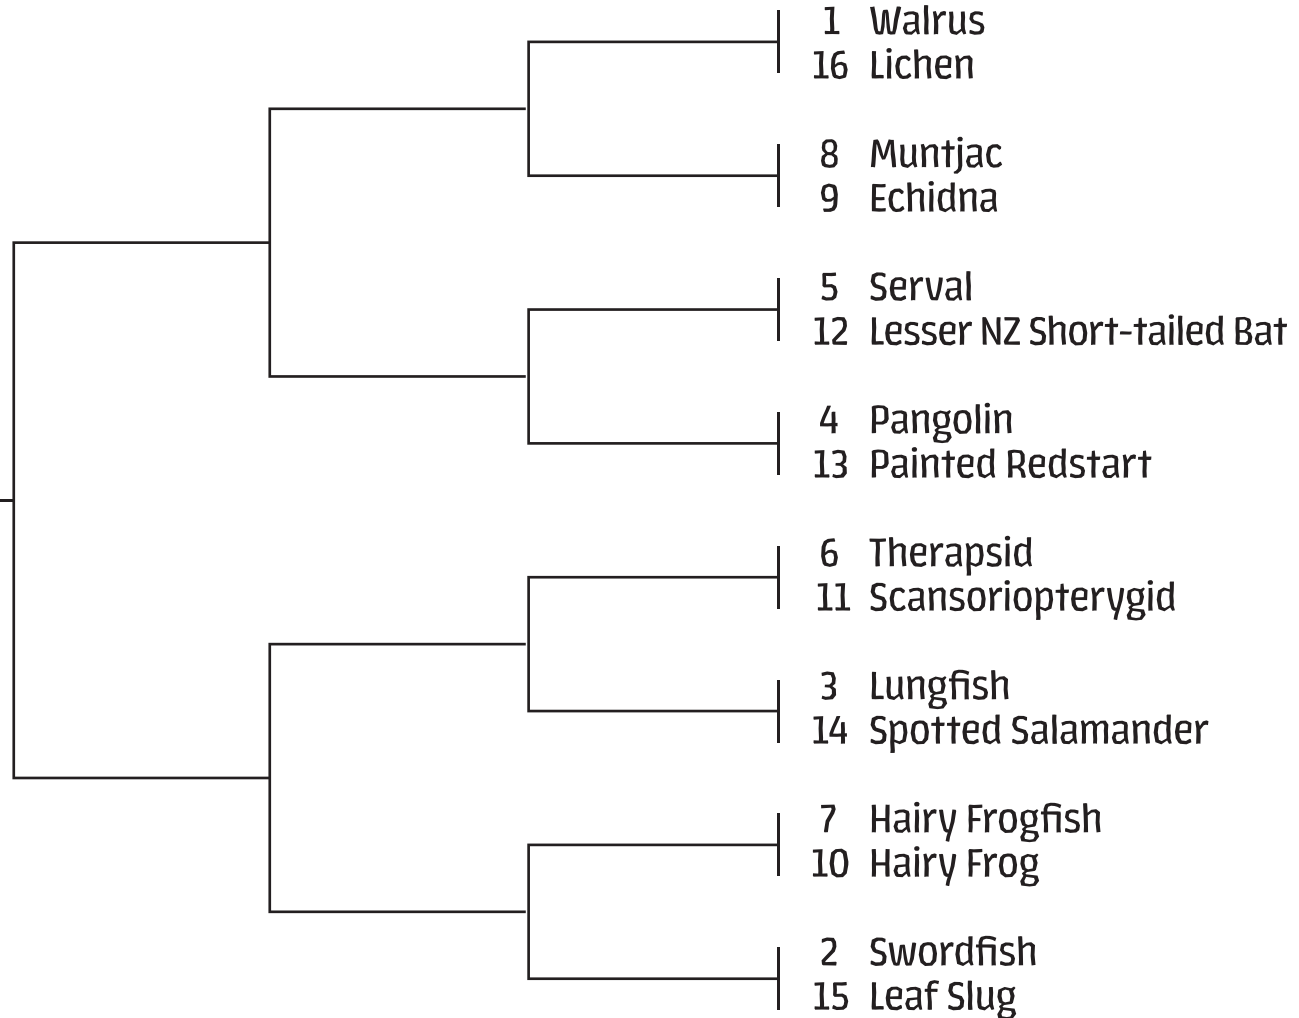 1 Walrus
16 Lichen
8 Muntjac
9 Echidna
5 Serval
12 Lesser NZ Short-tailed Bat
4 Pangolin
13 Painted Redstart
6 Therapsid
11 Scansoriopterygid
3 Lungfish
14 Spotted Salamander
7 Hairy Frogfish
10 Hairy Frog
2 Swordfish
15 Leaf Slug